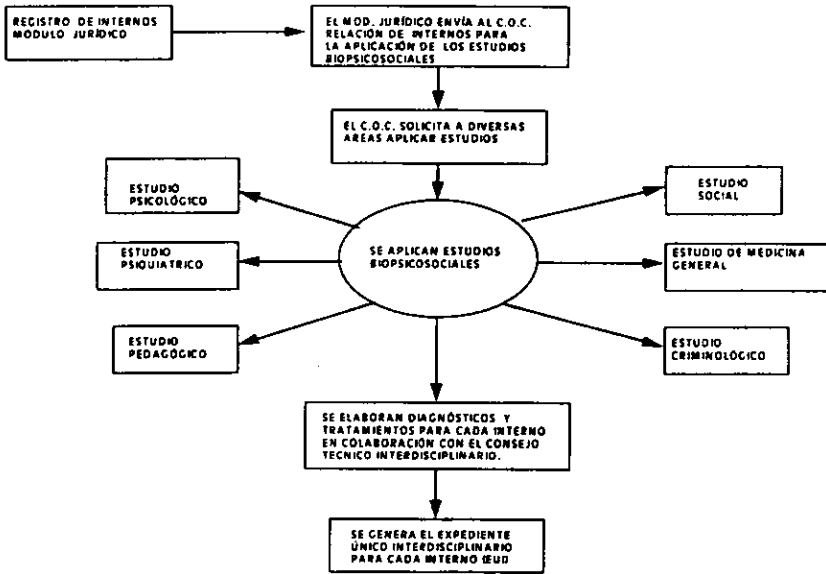 REGISTRO DE INTERNOS
MODULO JURÍDICO
EL MOD. JURÍDICO ENVÍA AL C.O.C.
RELACIÓN DE INTERNOS PARA
LA APLICACIÓN DE LOS ESTUDIOS
BIOPSICOSOCIALES
EL C.O.C. SOLICITA A DIVERSAS
AREAS APLICAR ESTUDIOS
ESTUDIO
PSICOLÓGICO
ESTUDIO
SOCIAL
SE APLICAN ESTUDIOS
BIOPSICOSOCIALES
ESTUDIO
PSIQUIATRICO
ESTUDIO DE MEDICINA
GENERAL
ESTUDIO
PEDAGÓGICO
ESTUDIO
CRIMINOLÓGICO
SE ELABORAN DIAGNÓSTICOS Y
TRATAMIENTOS PARA CADA INTERNO
EN COLABORACIÓN CON EL CONSEJO
TECNICO INTERDISCIPLINARIO.
SE GENERA EL EXPEDIENTE
ÚNICO INTERDISCIPLINARIO
PARA CADA INTERNO (EUI)